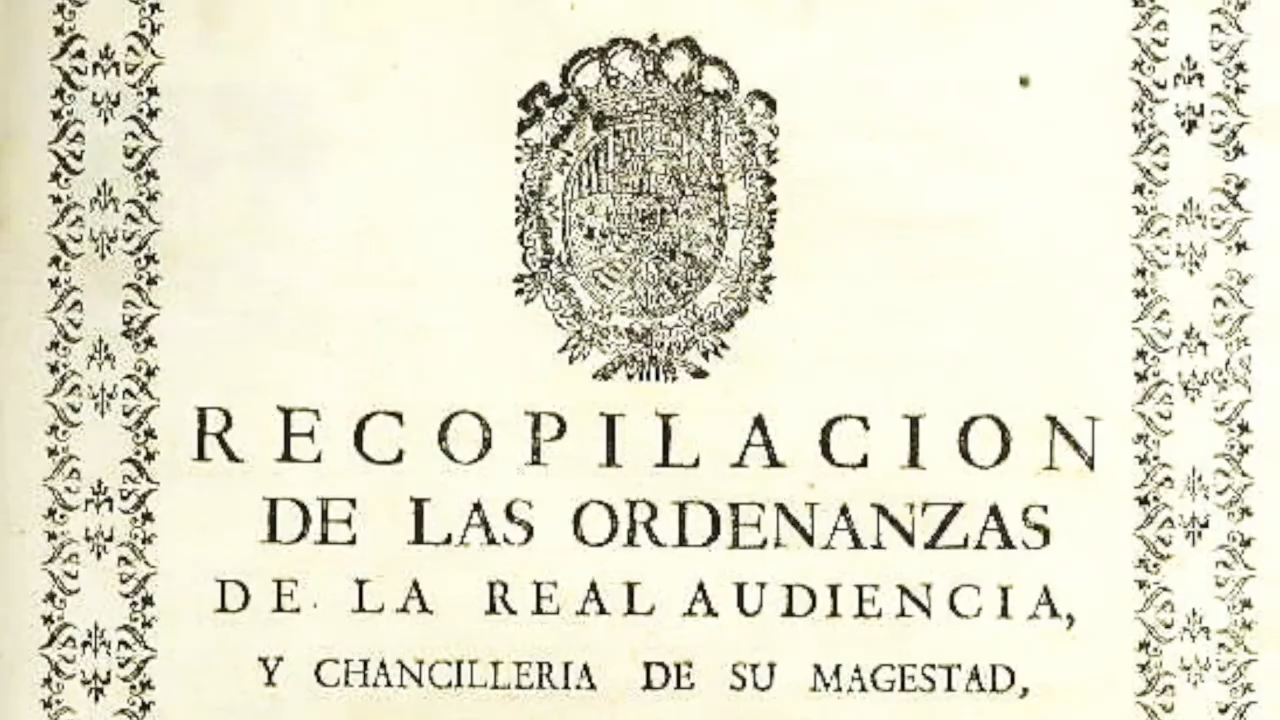 RECOPILACION
DE LAS ORDENANZAS
DE LA REAL AUDIENCIA,
Y CHANCILLERIA DE SU MAGESTAD,